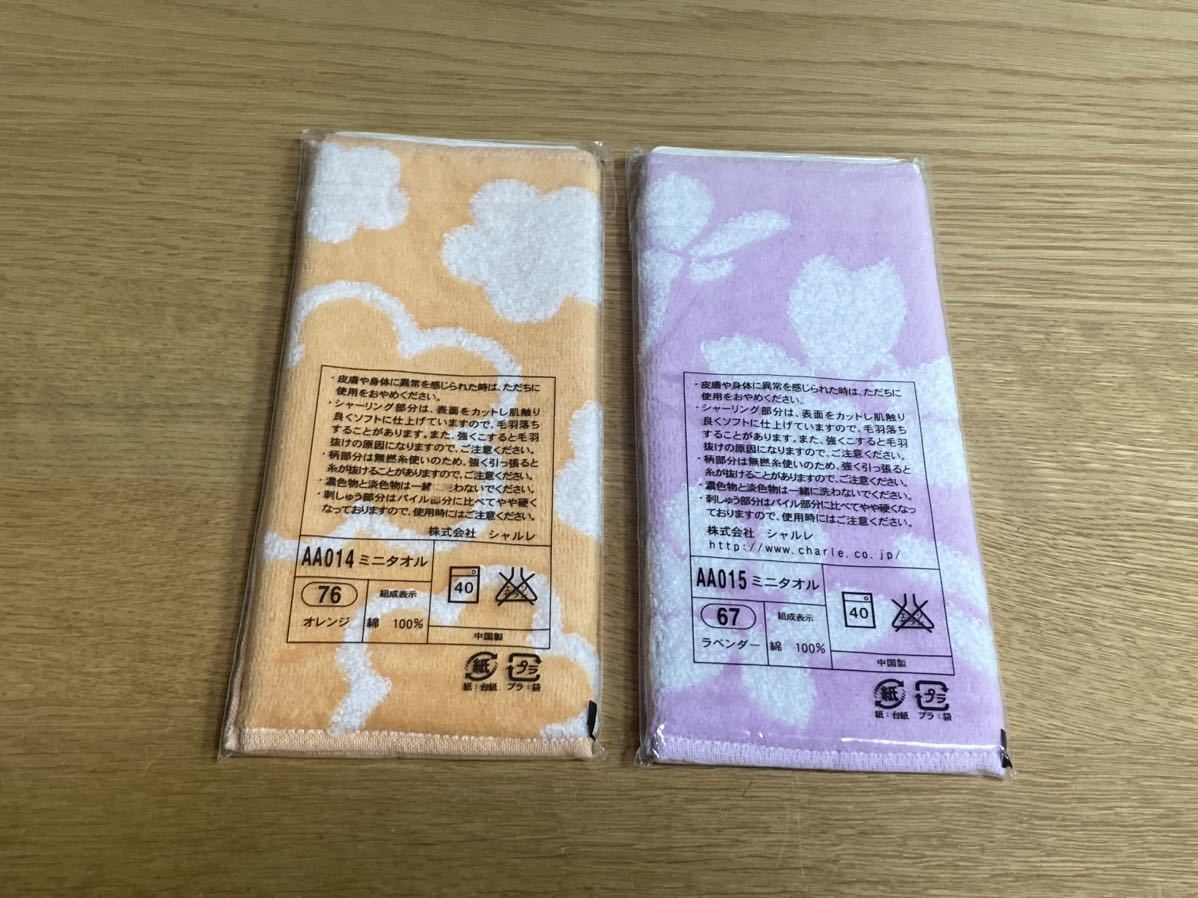 ・皮膚や身体に異常を感じられた時は、ただちに
使用をおやめください。
・シャーリング部分は、表面をカットし肌触り
良くソフトに仕上げていますので、毛羽落ち
することがあります。また、強くこすると毛羽
抜けの原因になりますので、ご注意ください。
・柄部分は無撚糸使いのため、強く引っ張ると
糸が抜けることがありますので、ご注意ください。
・濃色物と淡色物は一緒に洗わないでください。
・刺しゅう部分はパイル部分に比べてやや硬く
なっておりますので、使用時にはご注意ください。
株式会社 シャルレ
AA014 ミニタオル
76
オレンジ
組成表示
綿 100%
40
中国製
紙
紙:台紙
プラ
プラ:袋
・皮膚や身体に異常を感じられた時は、ただちに
使用をおやめください。
・シャーリング部分は、表面をカットし肌触り
良くソフトに仕上げていますので、毛羽落ち
することがあります。また、強くこすると毛羽
抜けの原因になりますので、ご注意ください。
・柄部分は無撚糸使いのため、強く引っ張ると
糸が抜けることがありますので、ご注意ください。
・濃色物と淡色物は一緒に洗わないでください。
・刺しゅう部分はパイル部分に比べてやや硬くなっ
ておりますので、使用時にはご注意ください。
株式会社 シャルレ
http://www.charle.co.jp/
AA015 ミニタオル
67
ラベンダー
組成表示
綿 100%
40
中国製
紙
紙:台紙
プラ
プラ:袋